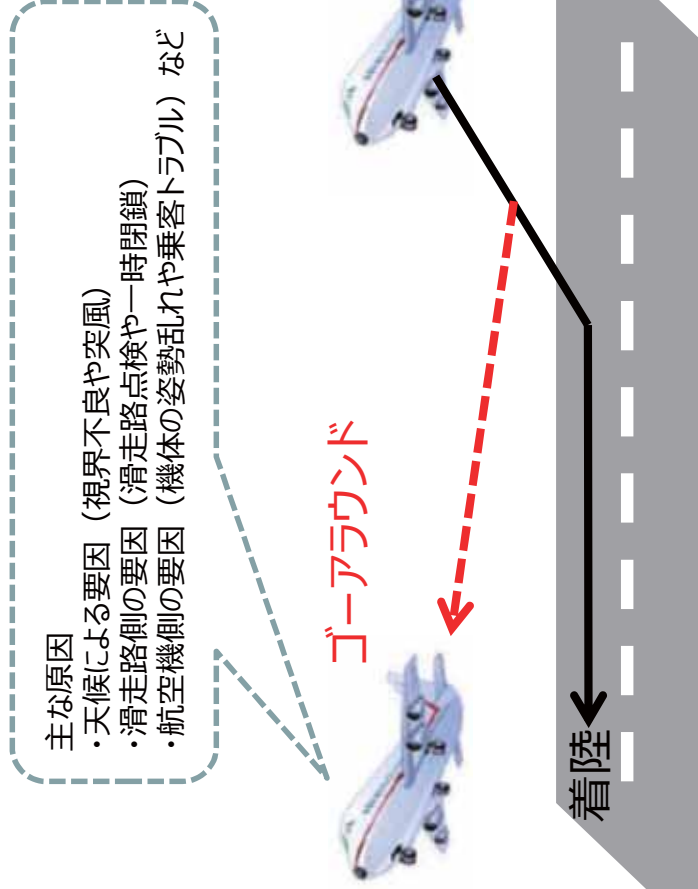 主な原因
・天候による要因（視界不良や突風）
・滑走路側の要因（滑走路点検や一時閉鎖）
・航空機側の要因（機体の姿勢乱れや乗客トラブル）など
ゴーアラウンド
着陸